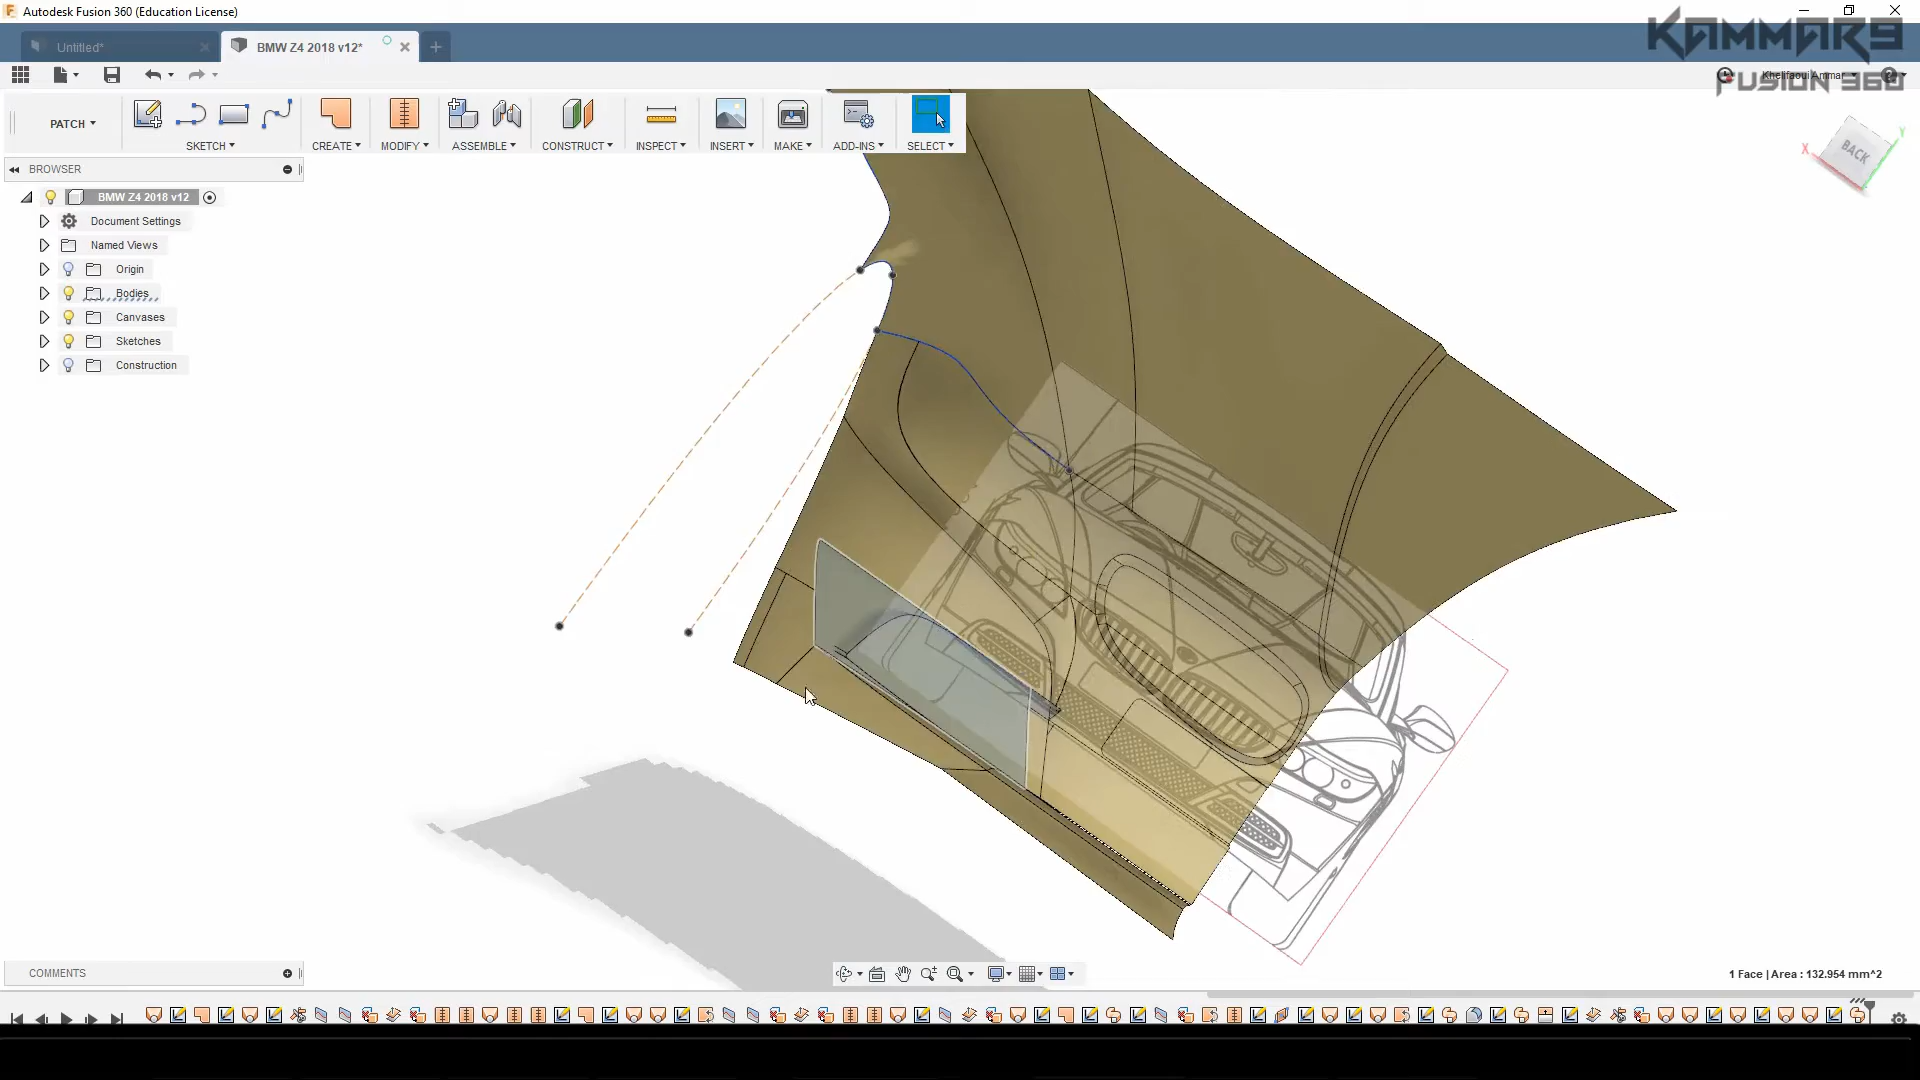 Autodesk Fusion 360 (Education License)
KAMMAR9
Untitled*
BMW Z4 2018 v12*
Khelifaoui Ammar
FUSION 360
PATCH
SKETCH
CREATE
MODIFY
ASSEMBLE
CONSTRUCT
INSPECT
INSERT
MAKE
ADD-INS
SELECT
BROWSER
BMW Z4 2018 v12
Document Settings
Named Views
Origin
Bodies
Canvases
Sketches
Construction
X
Y
BACK
COMMENTS
1 Face | Area : 132.954 mm^2